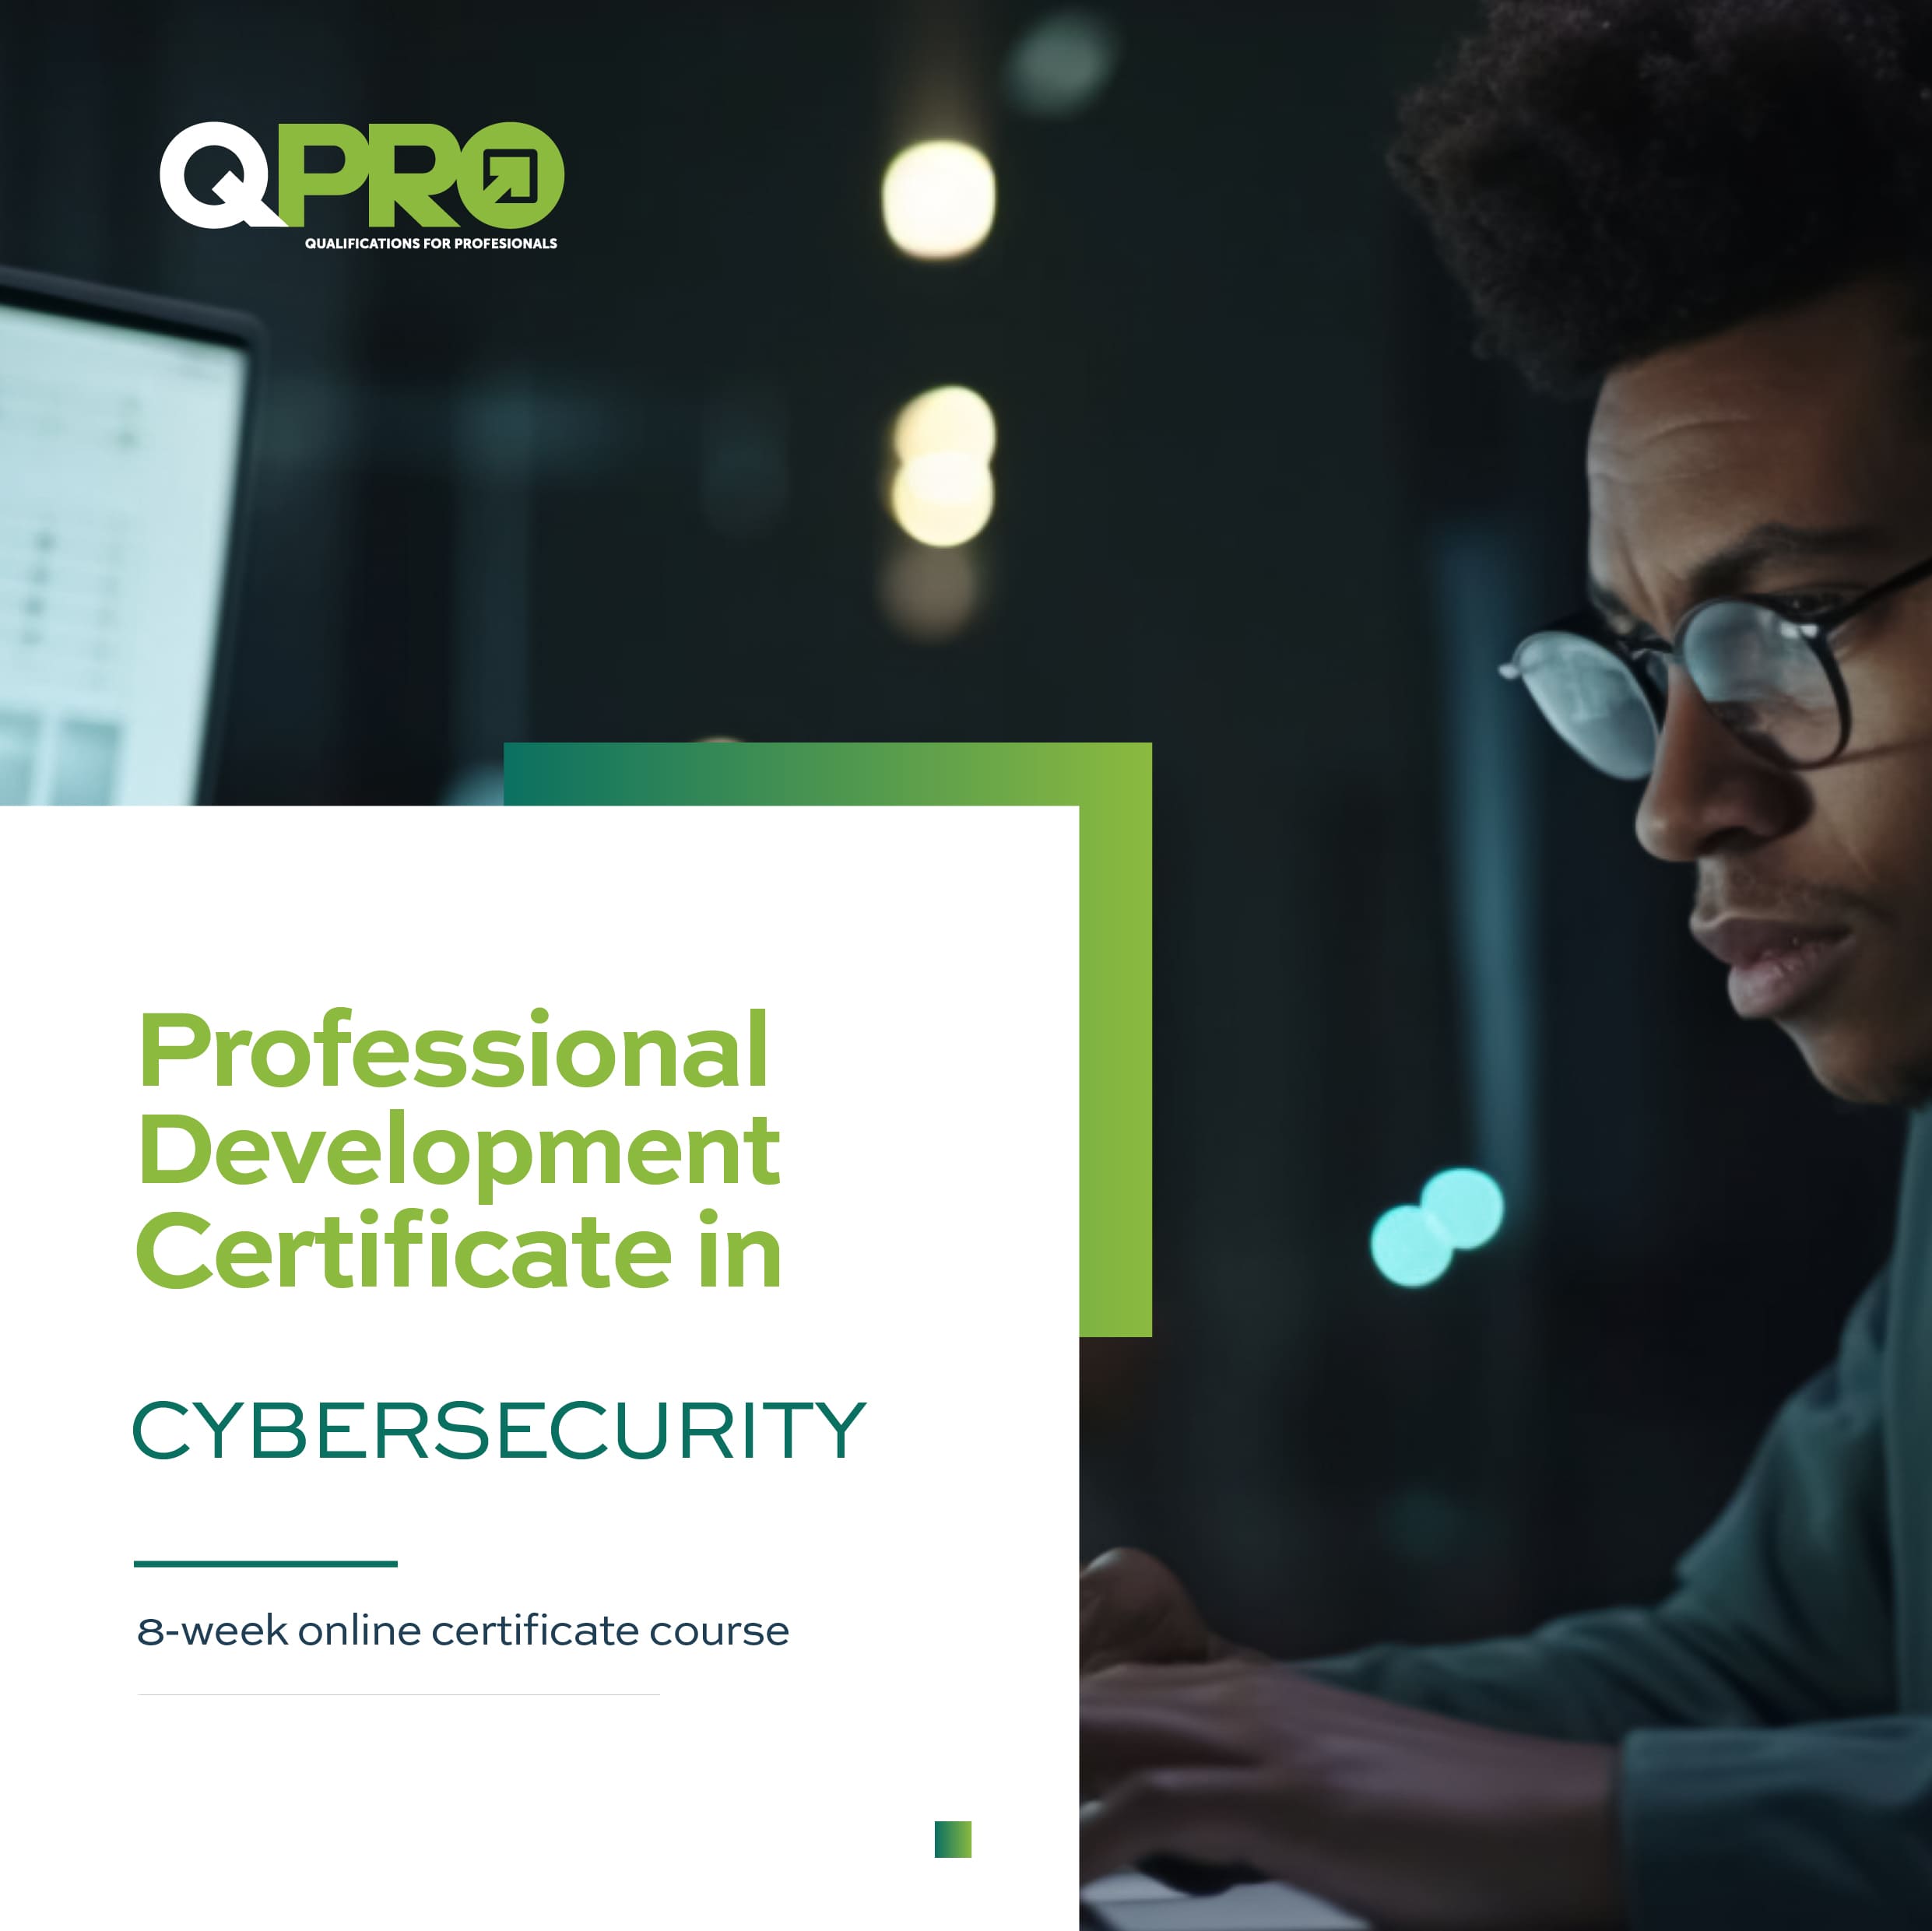 QPRO
QUALIFICATIONS FOR PROFESIONALS
Professional
Development
Certificate in
CYBERSECURITY
8-week online certificate course